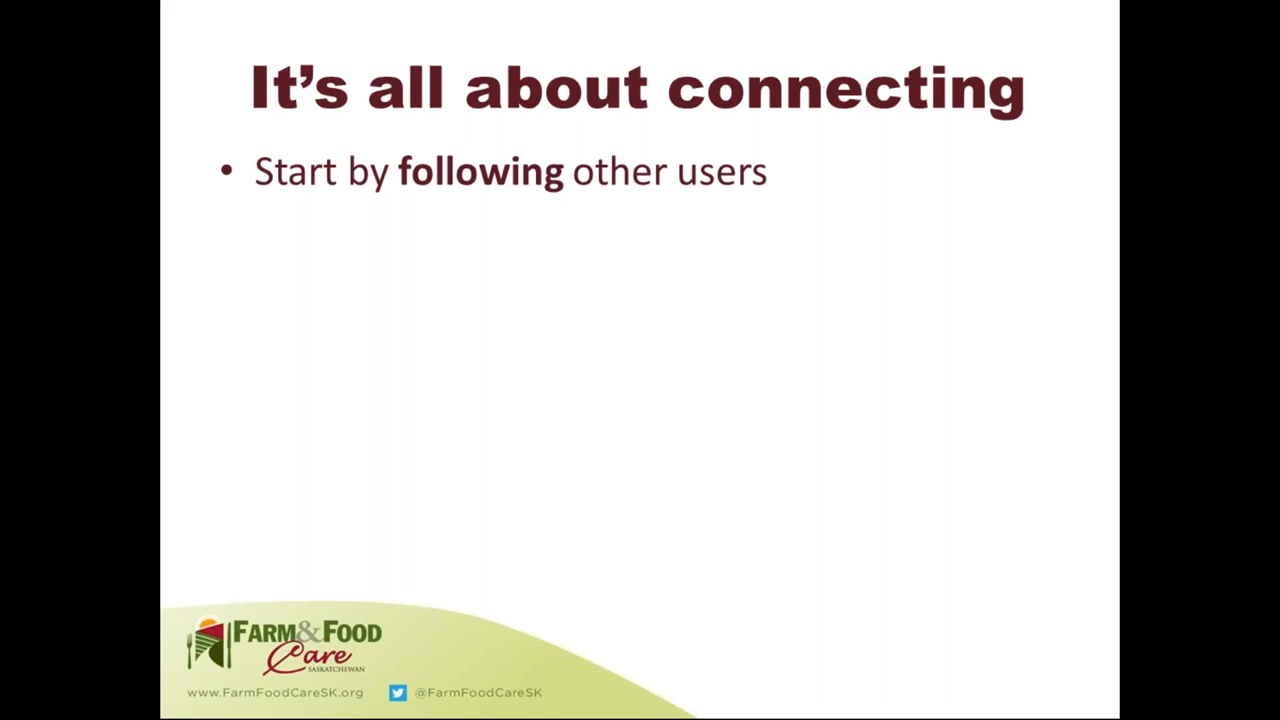 It's all about connecting
• Start by following other users
FARM&FOOD
Care
SASKATCHEWAN
www.FarmFoodCareSK.org @FarmFoodCareSK